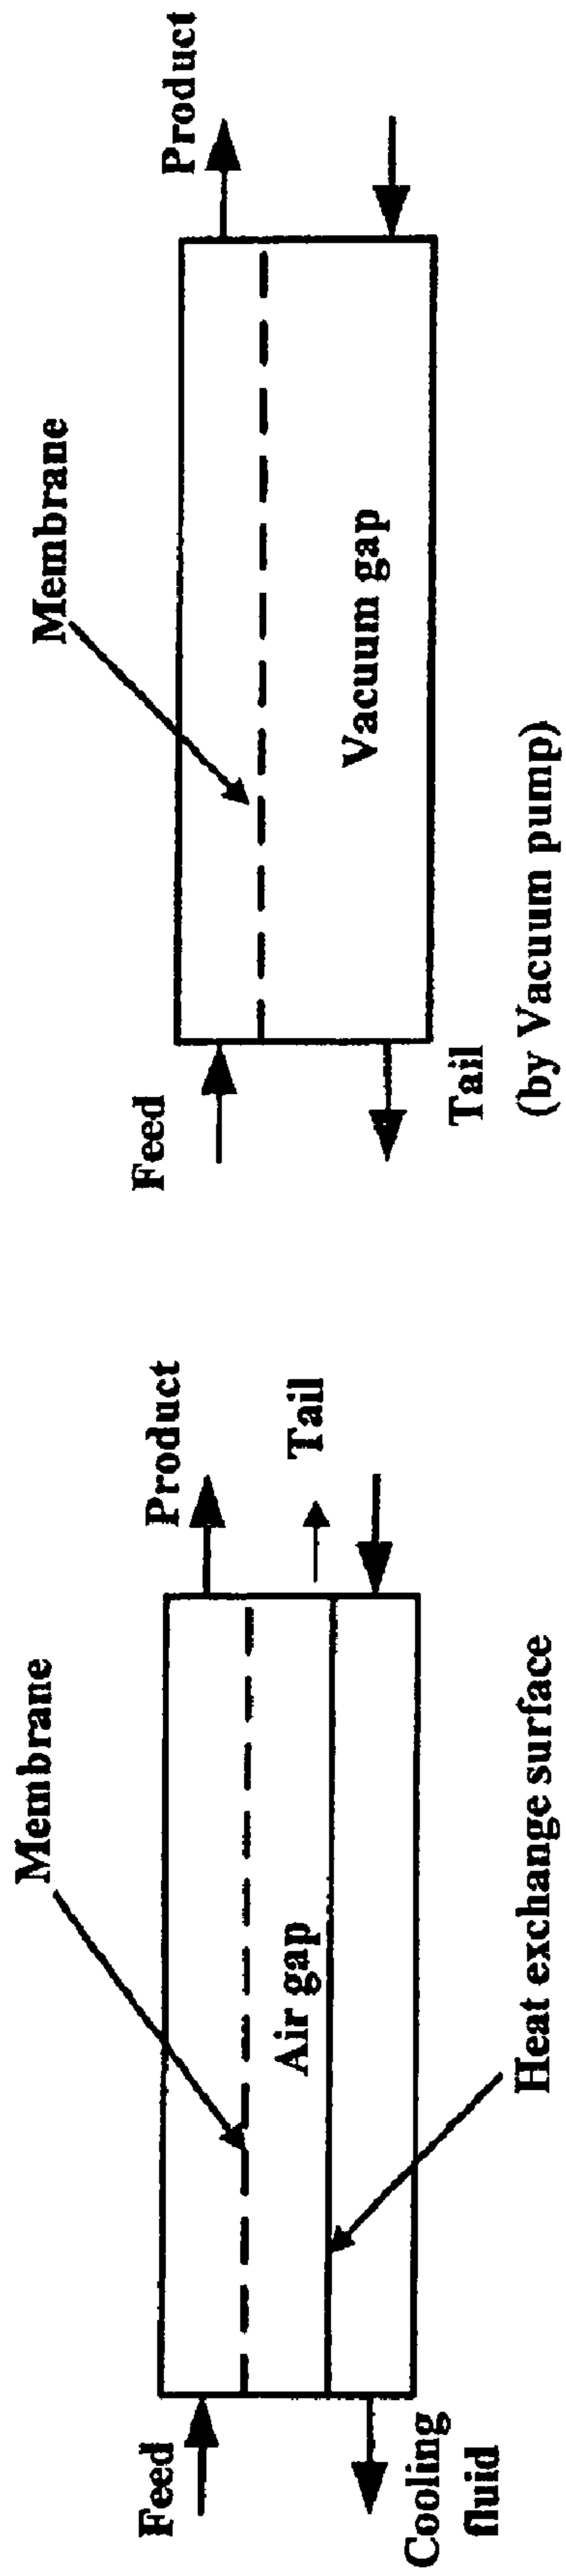 Membrane
Feed
Product
Air gap
Tail
Cooling
fluid
Heat exchange surface
Membrane
Feed
Product
Vacuum gap
Tail
(by Vacuum pump)